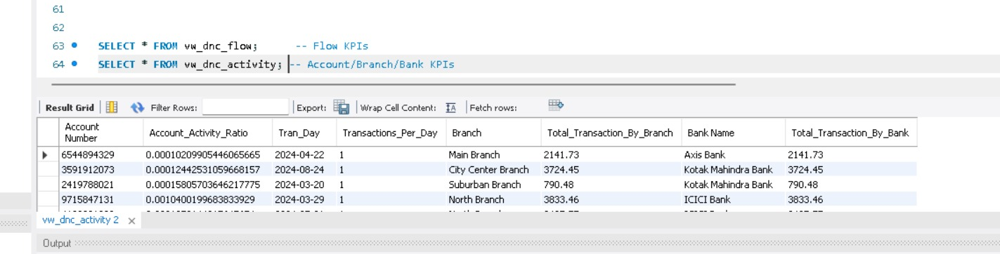 61
62
63 SELECT * FROM vw_dnc_flow; -- Flow KPIs
64 SELECT * FROM vw_dnc_activity; -- Account/Branch/Bank KPIs
Result Grid Filter Rows: Export: Wrap Cell Content: Fetch rows:
Account Number Account_Activity_Ratio Tran_Day Transactions_Per_Day Branch Total_Transaction_By_Branch Bank Name Total_Transaction_By_Bank
6544894329 0.00010209905446065665 2024-04-22 1 Main Branch 2141.73 Axis Bank 2141.73
3591912073 0.00012442531059668157 2024-08-24 1 City Center Branch 3724.45 Kotak Mahindra Bank 3724.45
2419788021 0.00015805703646217775 2024-03-20 1 Suburban Branch 790.48 Kotak Mahindra Bank 790.48
9715847131 0.0010400199683833929 2024-03-29 1 North Branch 3833.46 ICICI Bank 3833.46
vw_dnc_activity 2
Output